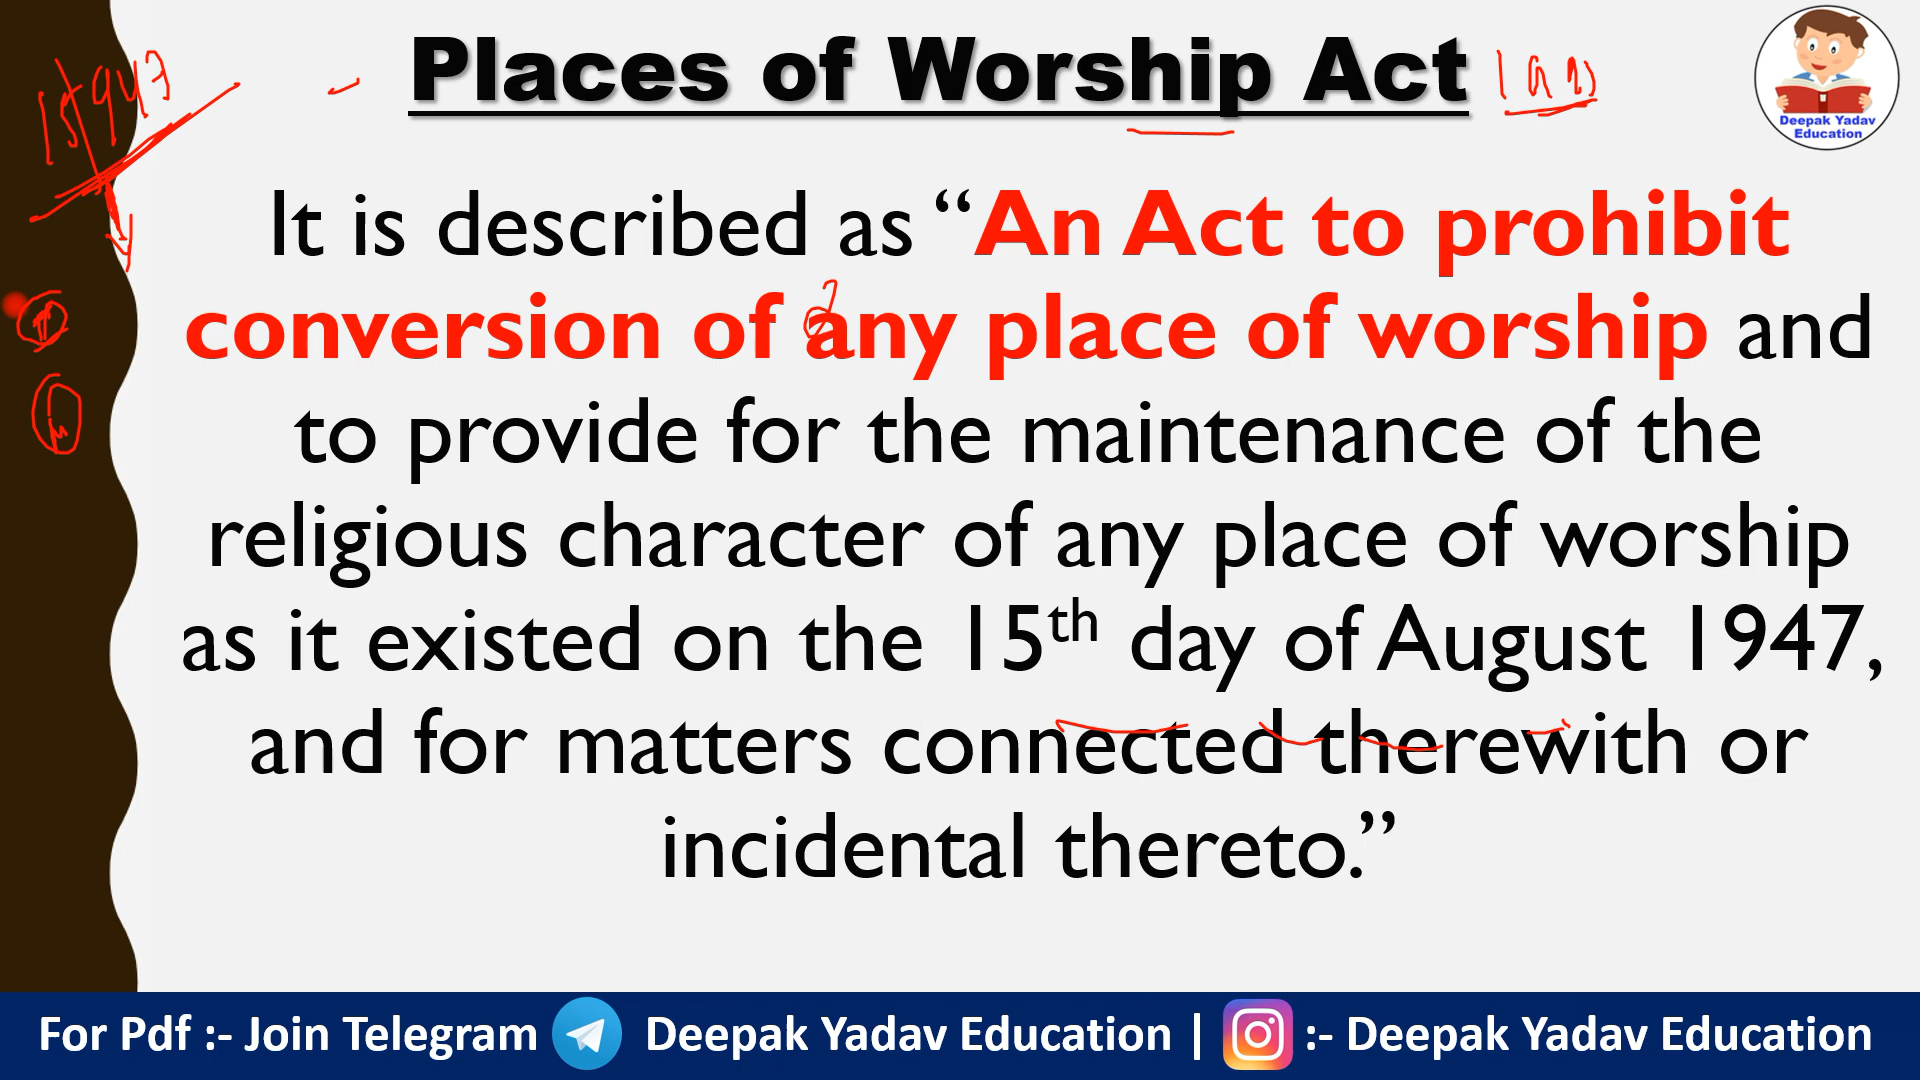 Places of Worship Act
Deepak Yadav
Education
It is described as “An Act to prohibit
conversion of any place of worship and
to provide for the maintenance of the
religious character of any place of worship
as it existed on the 15th day of August 1947,
and for matters connected therewith or
incidental thereto.”
For Pdf :- Join Telegram Deepak Yadav Education | :- Deepak Yadav Education